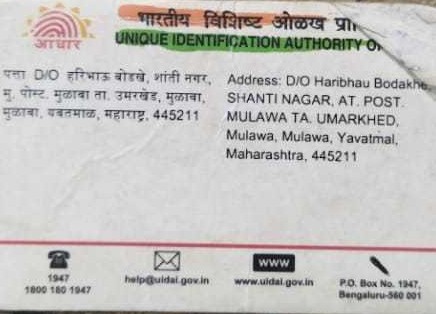 भारतीय विशिष्ट ओळख
UNIQUE IDENTIFICATION AUTHORITY
आधार
पत्ता D/O हरिभाऊ बोडखे, शांती नगर,
मु. पोस्ट. मुळावा ता. उमरखेड, मुळावा,
मुळावा, यवतमाळ, महाराष्ट्र, 445211
Address: D/O Haribhau Bodakhe
SHANTI NAGAR, AT. POST.
MULAWA TA. UMARKHED,
Mulawa, Mulawa, Yavatmal,
Maharashtra, 445211
1947
1800 180 1947
help@uidai.gov.in
WWW
www.uidai.gov.in
P.O. Box No. 1947,
Bengaluru-560 001